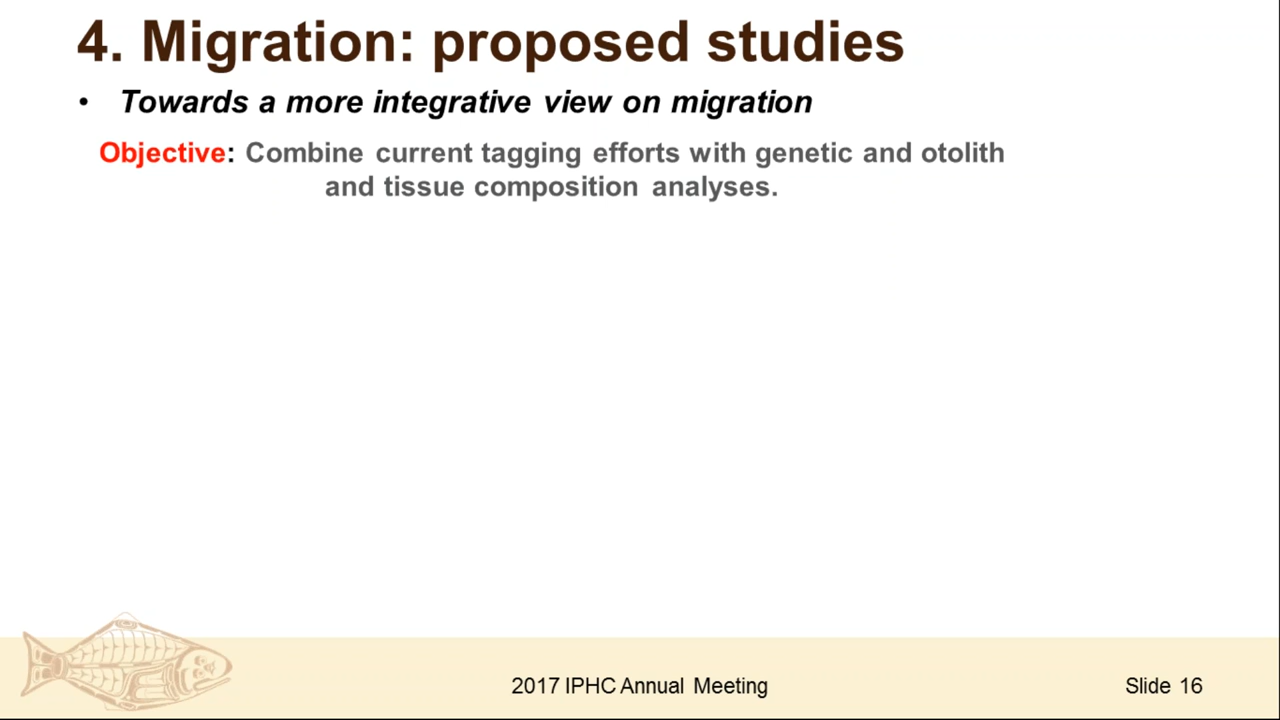 4. Migration: proposed studies
• Towards a more integrative view on migration
Objective: Combine current tagging efforts with genetic and otolith
and tissue composition analyses.
2017 IPHC Annual Meeting
Slide 16